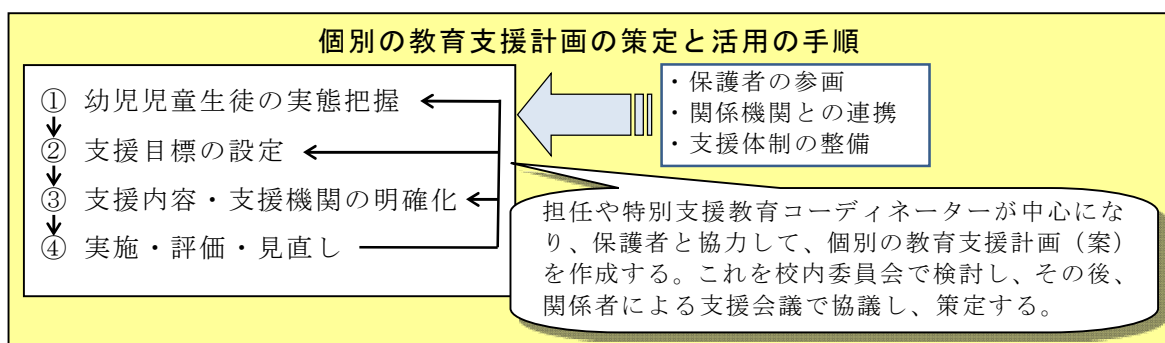 個別の教育支援計画の策定と活用の手順
① 幼児児童生徒の実態把握
② 支援目標の設定
③ 支援内容・支援機関の明確化
④ 実施・評価・見直し
・保護者の参画
・関係機関との連携
・支援体制の整備
担任や特別支援教育コーディネーターが中心にな
り、保護者と協力して、個別の教育支援計画（案）
を作成する。これを校内委員会で検討し、その後、
関係者による支援会議で協議し、策定する。